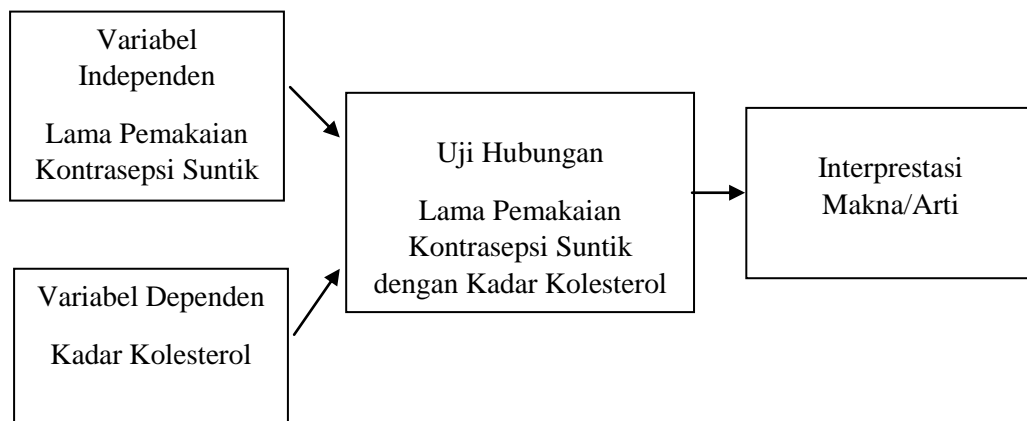 Variabel
Independen
Lama Pemakaian
Kontrasepsi Suntik
Variabel Dependen
Kadar Kolesterol
Uji Hubungan
Lama Pemakaian
Kontrasepsi Suntik
dengan Kadar Kolesterol
Interprestasi
Makna/Arti